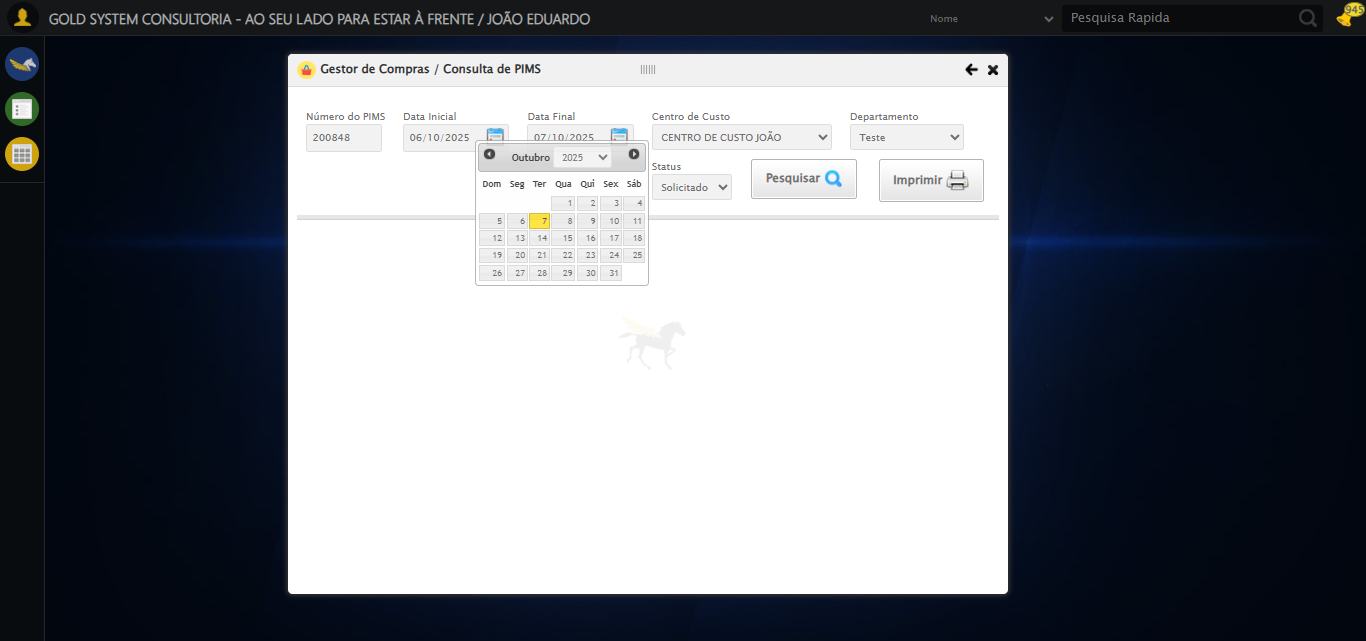 GOLD SYSTEM CONSULTORIA - AO SEU LADO PARA ESTAR À FRENTE / JOÃO EDUARDO
Nome
Pesquisa Rapida
945
Gestor de Compras / Consulta de PIMS
Número do PIMS
Data Inicial
Data Final
Centro de Custo
Departamento
200848
06/10/2025
07/10/2025
CENTRO DE CUSTO JOÃO
Teste
Status
Solicitado
Pesquisar
Imprimir
Outubro 2025
Dom Seg Ter Qua Qui Sex Sáb
1 2 3 4
5 6 7 8 9 10 11
12 13 14 15 16 17 18
19 20 21 22 23 24 25
26 27 28 29 30 31